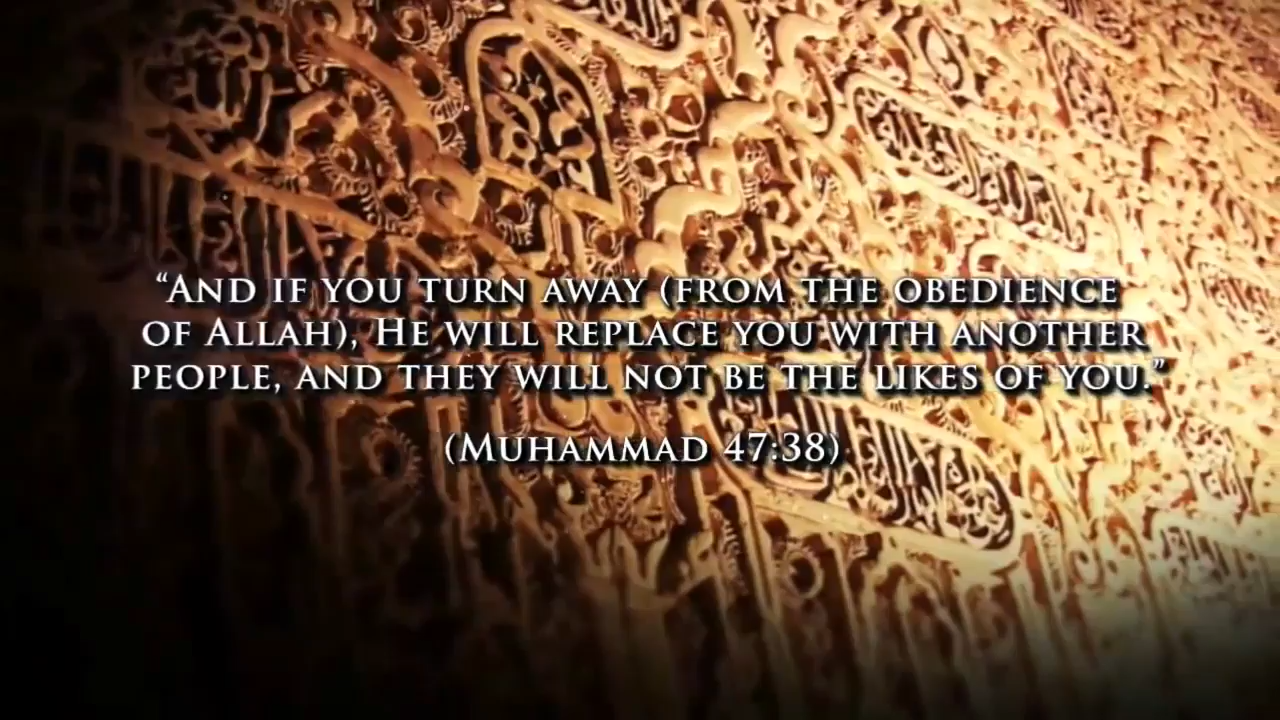 “And if you turn away (from the obedience
of Allah), He will replace you with another
people, and they will not be the likes of you.”
(Muhammad 47:38)